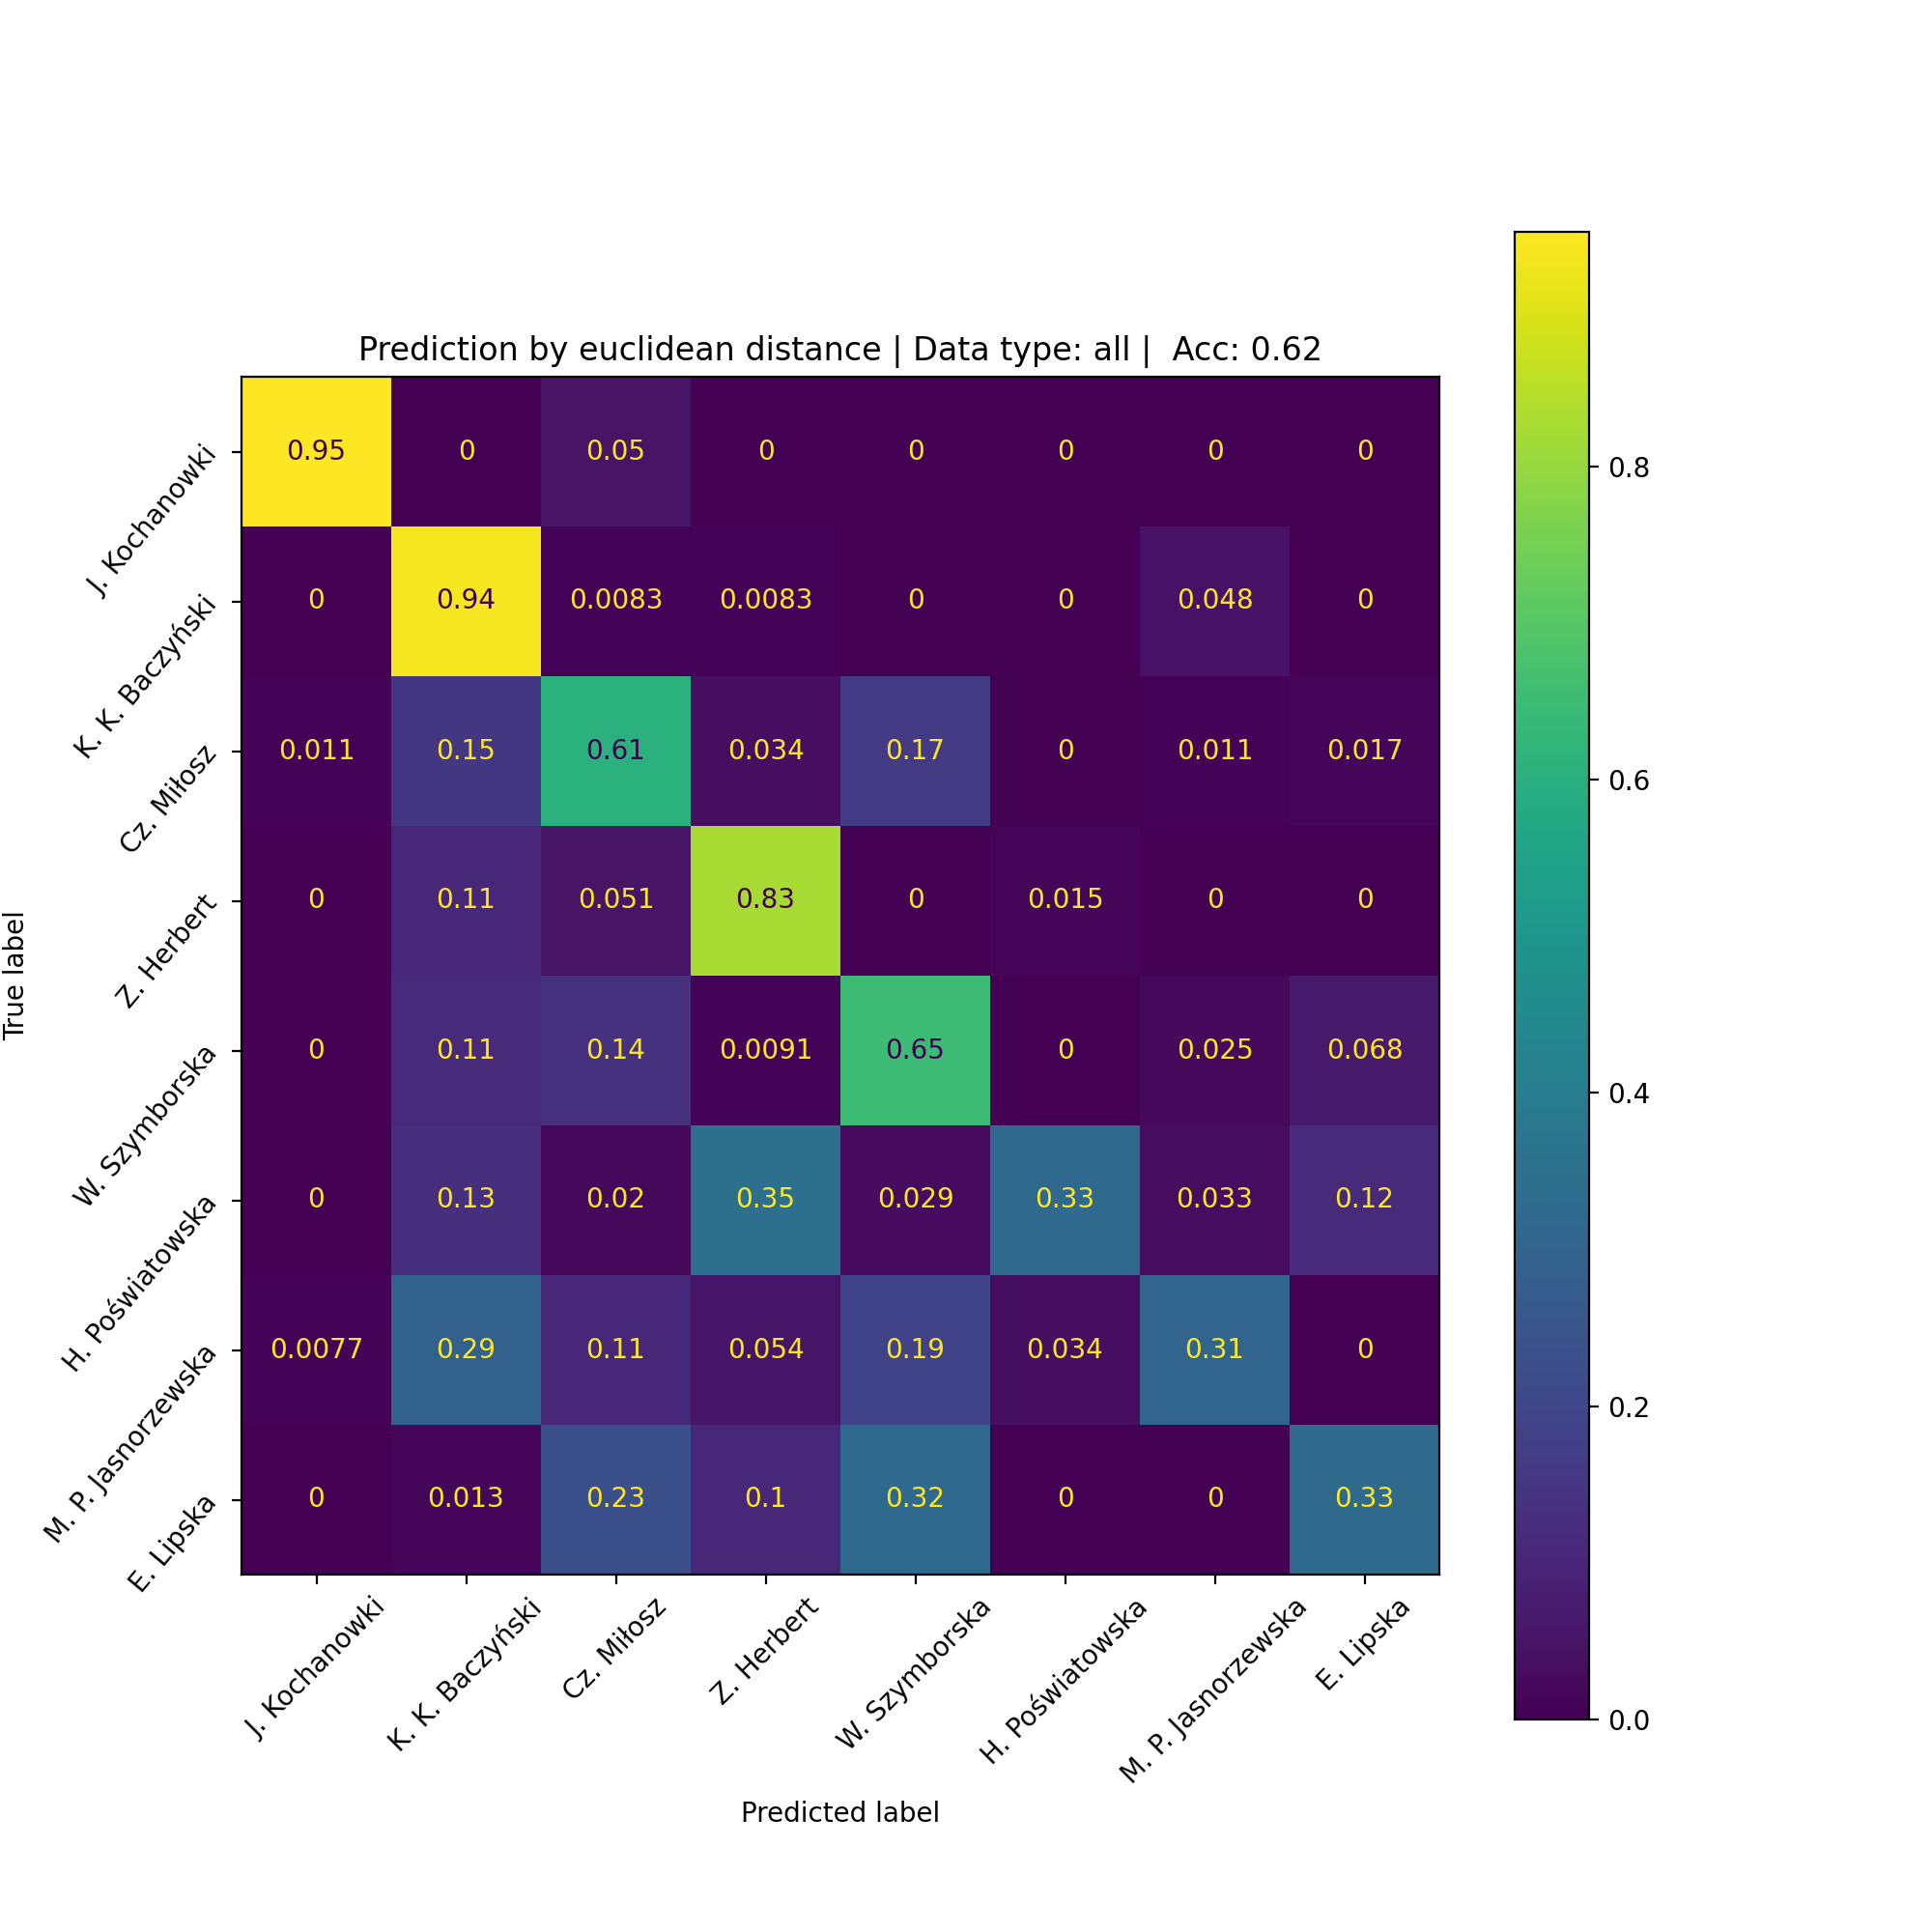 Prediction by euclidean distance | Data type: all |  Acc: 0.62
True label
J. Kochanowki 0.95 0 0.05 0 0 0 0 0
K. K. Baczyński 0 0.94 0.0083 0.0083 0 0 0.048 0
Cz. Miłosz 0.011 0.15 0.61 0.034 0.17 0 0.011 0.017
Z. Herbert 0 0.11 0.051 0.83 0 0.015 0 0
W. Szymborska 0 0.11 0.14 0.0091 0.65 0 0.025 0.068
H. Poświatowska 0 0.13 0.02 0.35 0.029 0.33 0.033 0.12
M. P. Jasnorzewska 0.0077 0.29 0.11 0.054 0.19 0.034 0.31 0
E. Lipska 0 0.013 0.23 0.1 0.32 0 0 0.33
J. Kochanowki K. K. Baczyński Cz. Miłosz Z. Herbert W. Szymborska H. Poświatowska M. P. Jasnorzewska E. Lipska
Predicted label
0.8
0.6
0.4
0.2
0.0